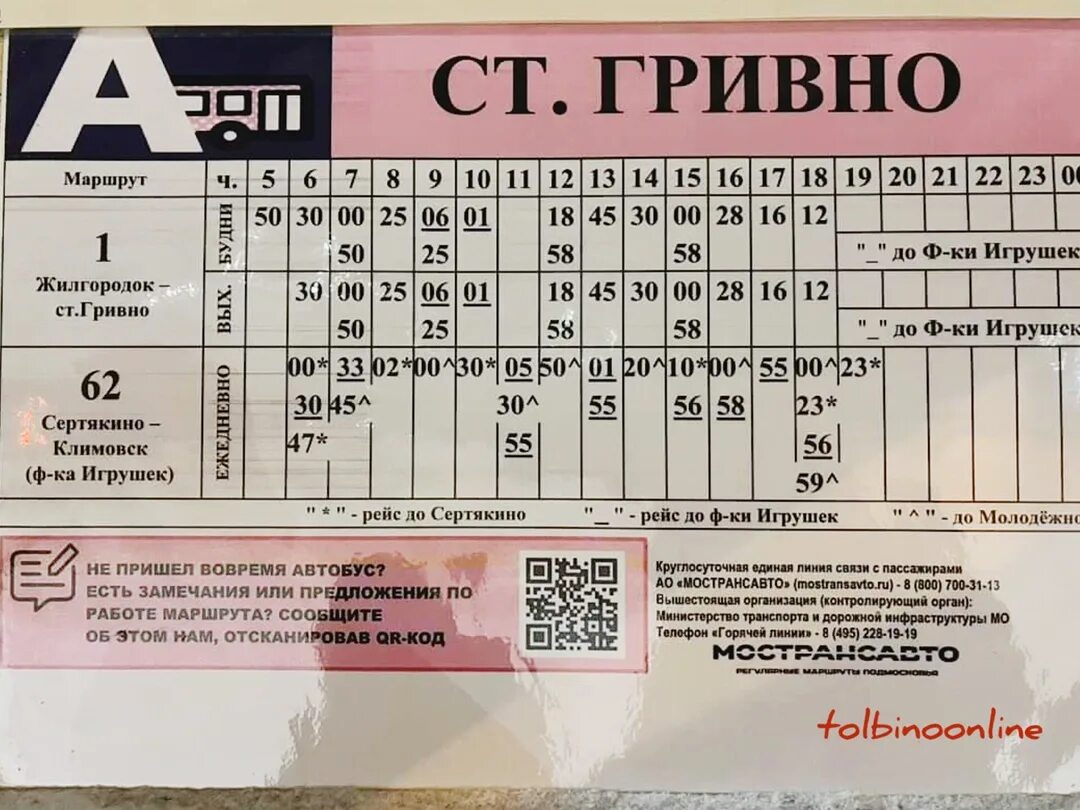 А
СТ. ГРИВНО
Маршрут ч. 5 6 7 8 9 10 11 12 13 14 15 16 17 18 19 20 21 22 23
1
Жилгородок –
ст.Гривно
БУДНИ
50 30 00 25 06 01 18 45 30 00 28 16 12
50 25 58 58
"_" до Ф-ки Игрушек
ВЫХ.
30 00 25 06 01 18 45 30 00 28 16 12
50 25 58 58
"_" до Ф-ки Игрушек
62
Сертякино –
Климовск
(ф-ка Игрушек)
ЕЖЕДНЕВНО
00* 33 02* 00^ 30* 05 50^ 01 20^ 10* 00^ 55 00^ 23*
30 45^ 30^ 55 56 58 23*
47* 55 56
59^
"*" - рейс до Сертякино "_" - рейс до ф-ки Игрушек "^" - до Молодёжно
НЕ ПРИШЕЛ ВОВРЕМЯ АВТОБУС?
ЕСТЬ ЗАМЕЧАНИЯ ИЛИ ПРЕДЛОЖЕНИЯ ПО
РАБОТЕ МАРШРУТА? СООБЩИТЕ
ОБ ЭТОМ НАМ, ОТСКАНИРОВАВ QR-КОД
Круглосуточная единая линия связи с пассажирами
АО «МОСТРАНСАВТО» (mostransavto.ru) - 8 (800) 700-31-13
Вышестоящая организация (контролирующий орган):
Министерство транспорта и дорожной инфраструктуры МО
Телефон «Горячей линии» - 8 (495) 228-19-19
МОСТРАНСАВТО
РЕГУЛЯРНЫЕ МАРШРУТЫ ПОДМОСКОВЬЯ
tolbinoonline